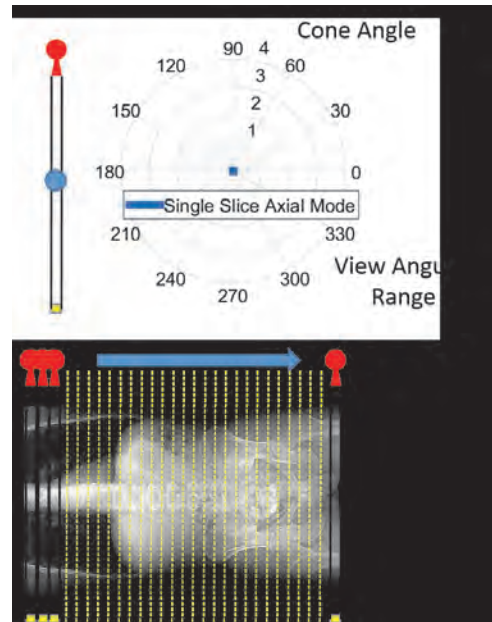 Cone Angle
90 4
120 3 60
150 2 30
1
180 0
Single Slice Axial Mode
210 330
View Angu
240 300 Range
270